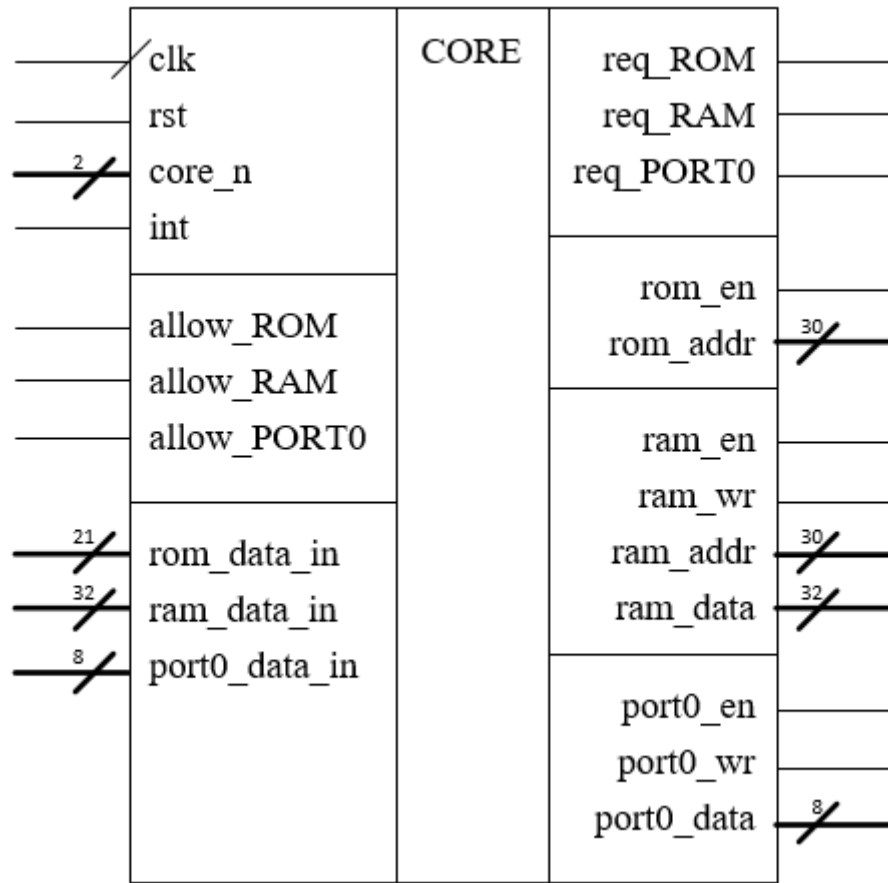 clk
rst
2
core_n
int
allow_ROM
allow_RAM
allow_PORT0
21
rom_data_in
32
ram_data_in
8
port0_data_in
CORE
req_ROM
req_RAM
req_PORT0
rom_en
rom_addr
30
ram_en
ram_wr
ram_addr
30
ram_data
32
port0_en
port0_wr
port0_data
8